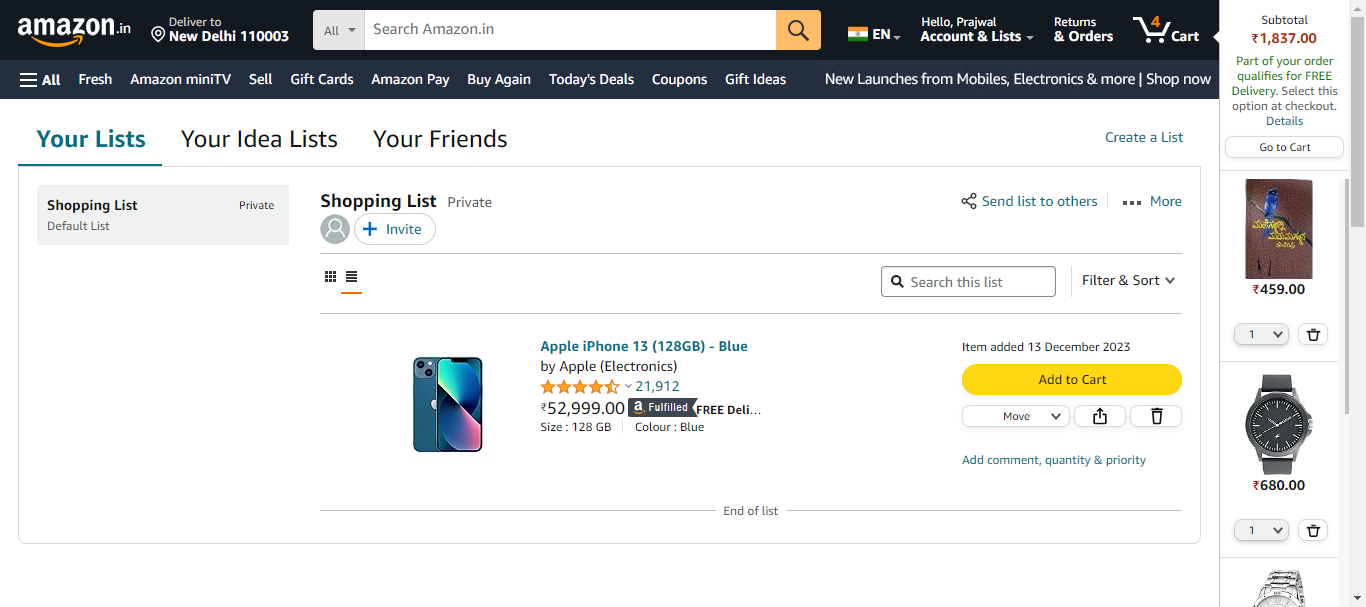 amazon.in
Deliver to
New Delhi 110003
All
Search Amazon.in
EN
Hello, Prajwal
Account & Lists
Returns
& Orders
4
Cart
All
Fresh
Amazon miniTV
Sell
Gift Cards
Amazon Pay
Buy Again
Today's Deals
Coupons
Gift Ideas
New Launches from Mobiles, Electronics & more | Shop now
Your Lists
Your Idea Lists
Your Friends
Create a List
Shopping List
Private
Default List
Shopping List Private
Send list to others
More
Invite
Search this list
Filter & Sort
Apple iPhone 13 (128GB) - Blue
by Apple (Electronics)
21,912
₹52,999.00 a Fulfilled FREE Deli...
Size : 128 GB
Colour : Blue
Item added 13 December 2023
Add to Cart
Move
Add comment, quantity & priority
End of list
Subtotal
₹1,837.00
Part of your order
qualifies for FREE
Delivery. Select this
option at checkout.
Details
Go to Cart
₹459.00
1
₹680.00
1